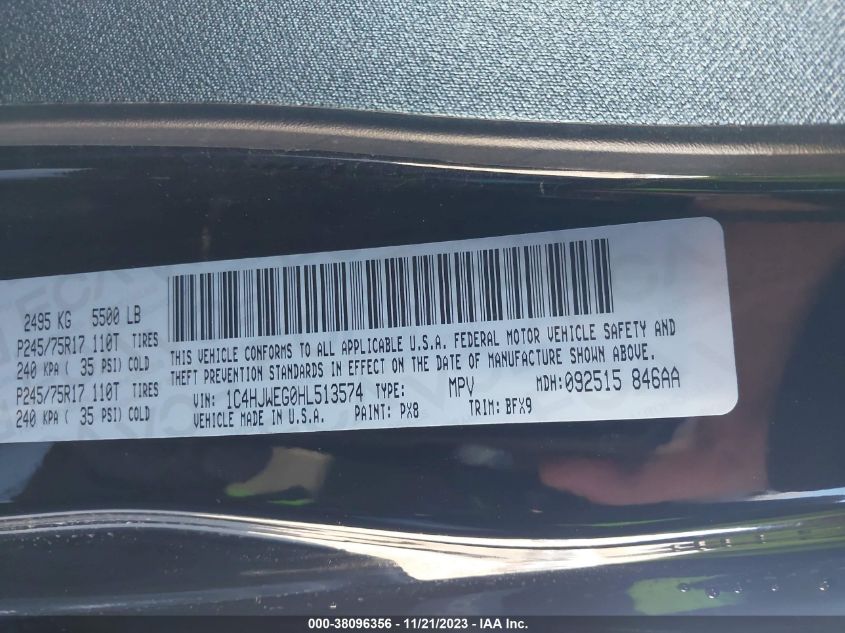 2495 KG 5500 LB
P245/75R17 110T TIRES
240 KPA ( 35 PSI) COLD
P245/75R17 110T TIRES
240 KPA ( 35 PSI) COLD
THIS VEHICLE CONFORMS TO ALL APPLICABLE U.S.A. FEDERAL MOTOR VEHICLE SAFETY AND
THEFT PREVENTION STANDARDS IN EFFECT ON THE DATE OF MANUFACTURE SHOWN ABOVE.
VIN: 1C4HJWEG0HL513574 TYPE: MPV MDH: 092515 846AA
VEHICLE MADE IN U.S.A. PAINT: PX8 TRIM: BFX9
000-38096356 - 11/21/2023 - IAA Inc.